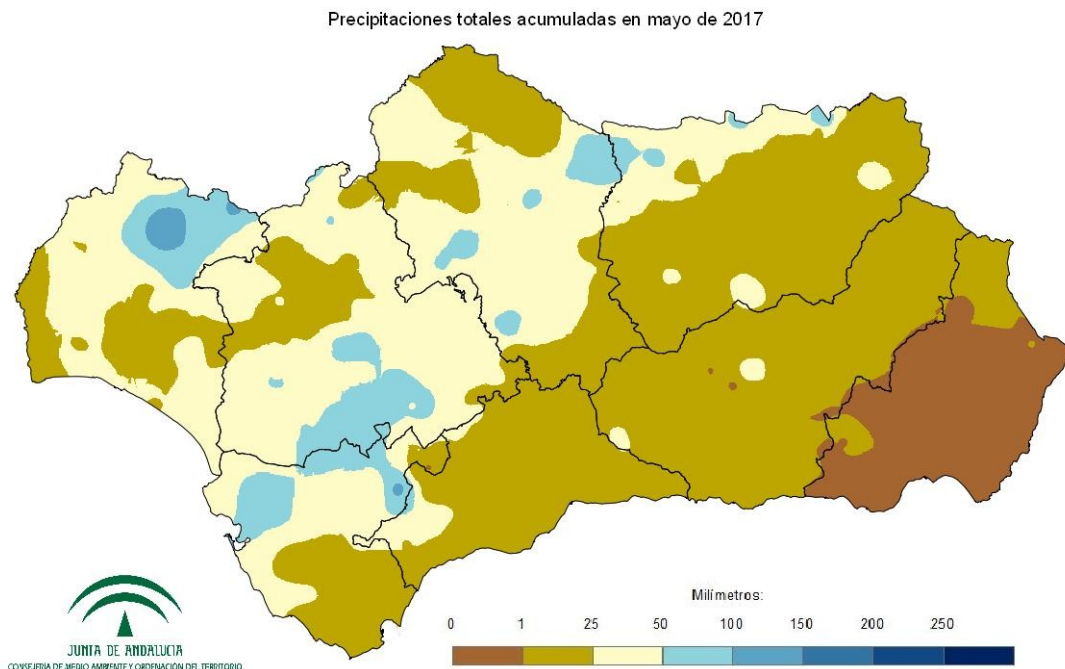 Precipitaciones totales acumuladas en mayo de 2017
Milímetros:
0 1 25 50 100 150 200 250
JUNTA DE ANDALUCIA
CONSEJERIA DE MEDIO AMBIENTE Y ORDENACIÓN DEL TERRITORIO